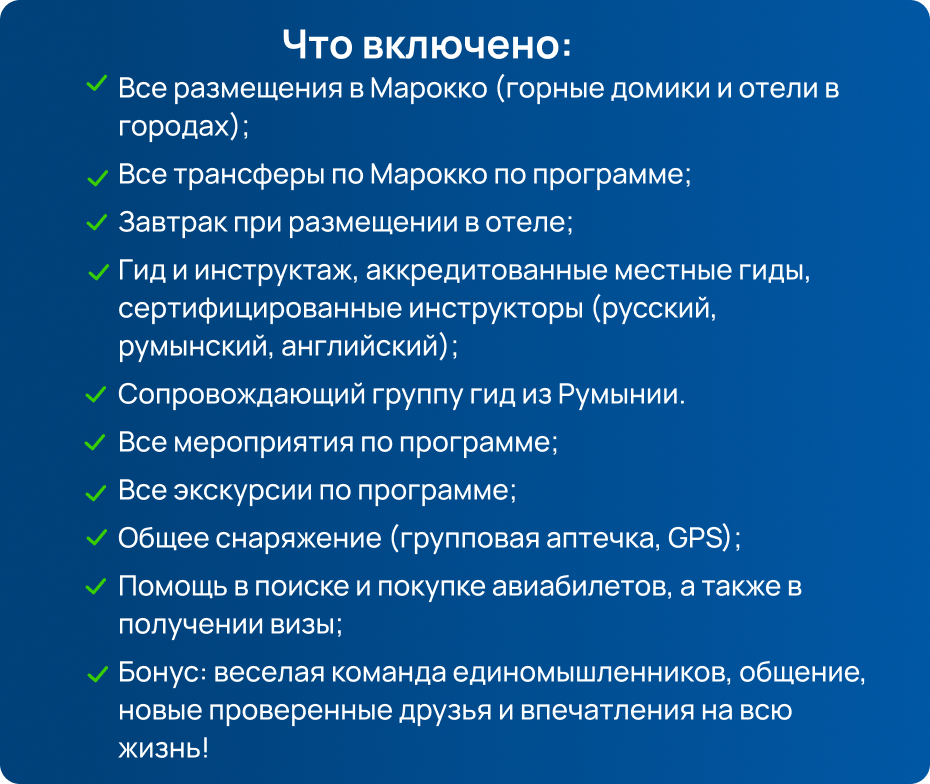 Что включено:
Все размещения в Марокко (горные домики и отели в
городах);
Все трансферы по Марокко по программе;
Завтрак при размещении в отеле;
Гид и инструктаж, аккредитованные местные гиды,
сертифицированные инструкторы (русский,
румынский, английский);
Сопровождающий группу гид из Румынии.
Все мероприятия по программе;
Все экскурсии по программе;
Общее снаряжение (групповая аптечка, GPS);
Помощь в поиске и покупке авиабилетов, а также в
получении визы;
Бонус: веселая команда единомышленников, общение,
новые проверенные друзья и впечатления на всю
жизнь!